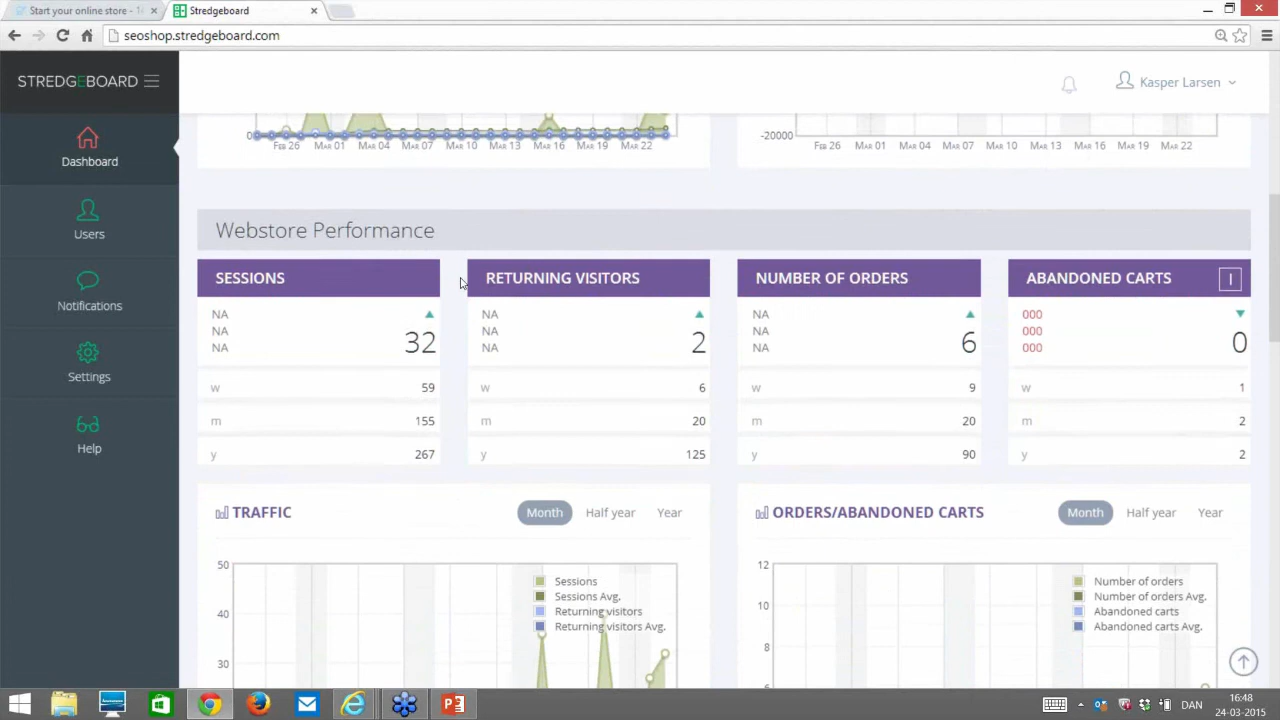 Start your online store - 14
Stredgeboard
seoshop.stredgeboard.com
STREDGEBOARD
Kasper Larsen
Dashboard
Users
Notifications
Settings
Help
0
Feb 26 Mar 01 Mar 04 Mar 07 Mar 10 Mar 13 Mar 16 Mar 19 Mar 22
-20000
Feb 26 Mar 01 Mar 04 Mar 07 Mar 10 Mar 13 Mar 16 Mar 19 Mar 22
Webstore Performance
SESSIONS
NA
NA
NA
32
w 59
m 155
y 267
RETURNING VISITORS
NA
NA
NA
2
w 6
m 20
y 125
NUMBER OF ORDERS
NA
NA
NA
6
w 9
m 20
y 90
ABANDONED CARTS I
000
000
000
0
w 1
m 2
y 2
TRAFFIC Month Half year Year
50
40
30
Sessions
Sessions Avg.
Returning visitors
Returning visitors Avg.
ORDERS/ABANDONED CARTS Month Half year Year
12
10
8
Number of orders
Number of orders Avg.
Abandoned carts
Abandoned carts Avg.
DAN
16:48
24-03-2015